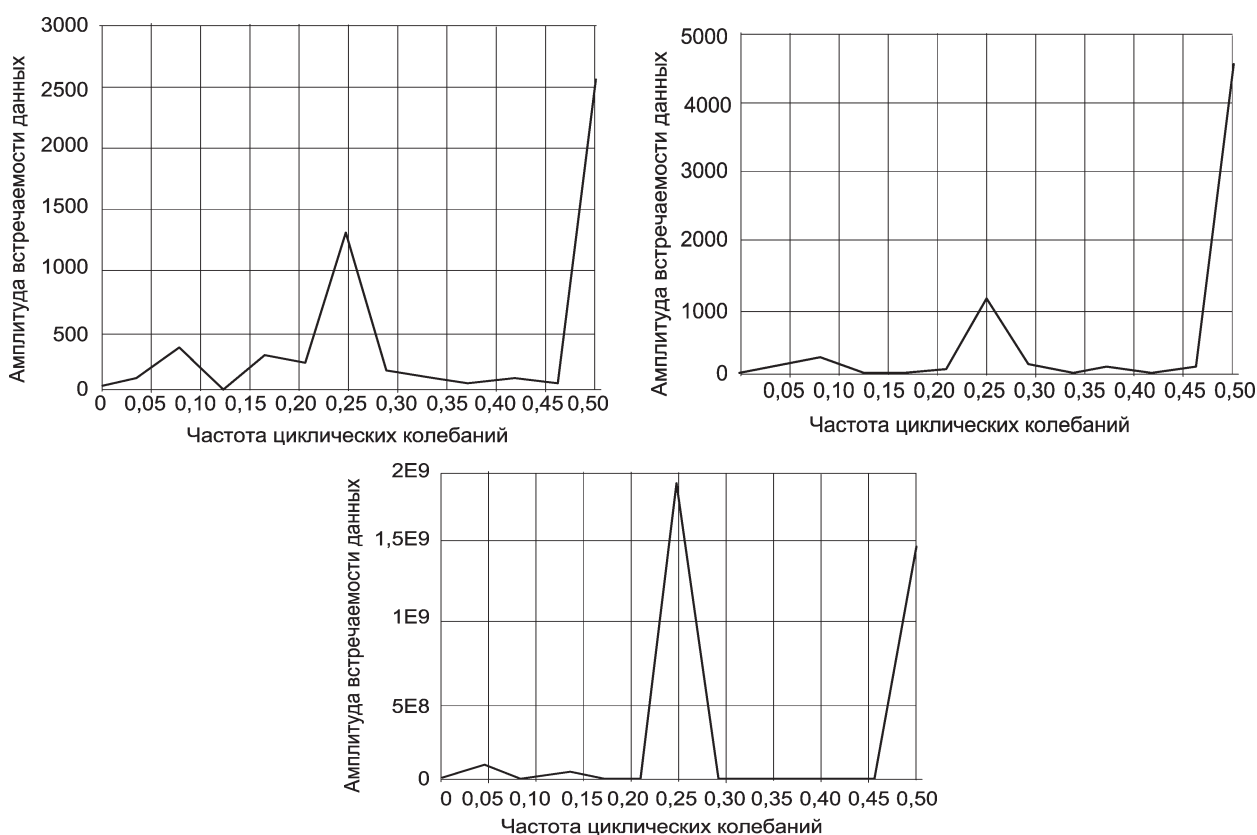 Амплитуда встречаемости данных
3000
2500
2000
1500
1000
500
0
0 0,05 0,10 0,15 0,20 0,25 0,30 0,35 0,40 0,45 0,50
Частота циклических колебаний
Амплитуда встречаемости данных
5000
4000
3000
2000
1000
0
0,05 0,10 0,15 0,20 0,25 0,30 0,35 0,40 0,45 0,50
Частота циклических колебаний
Амплитуда встречаемости данных
2E9
1,5E9
1E9
5E8
0
0 0,05 0,10 0,15 0,20 0,25 0,30 0,35 0,40 0,45 0,50
Частота циклических колебаний